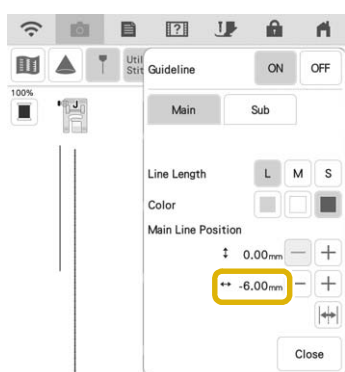 ?
Util
Stit
Guideline ON OFF
100%
J
Main Sub
Line Length L M S
Color
Main Line Position
↕ 0.00mm − +
↔ -6.00mm − +
Close